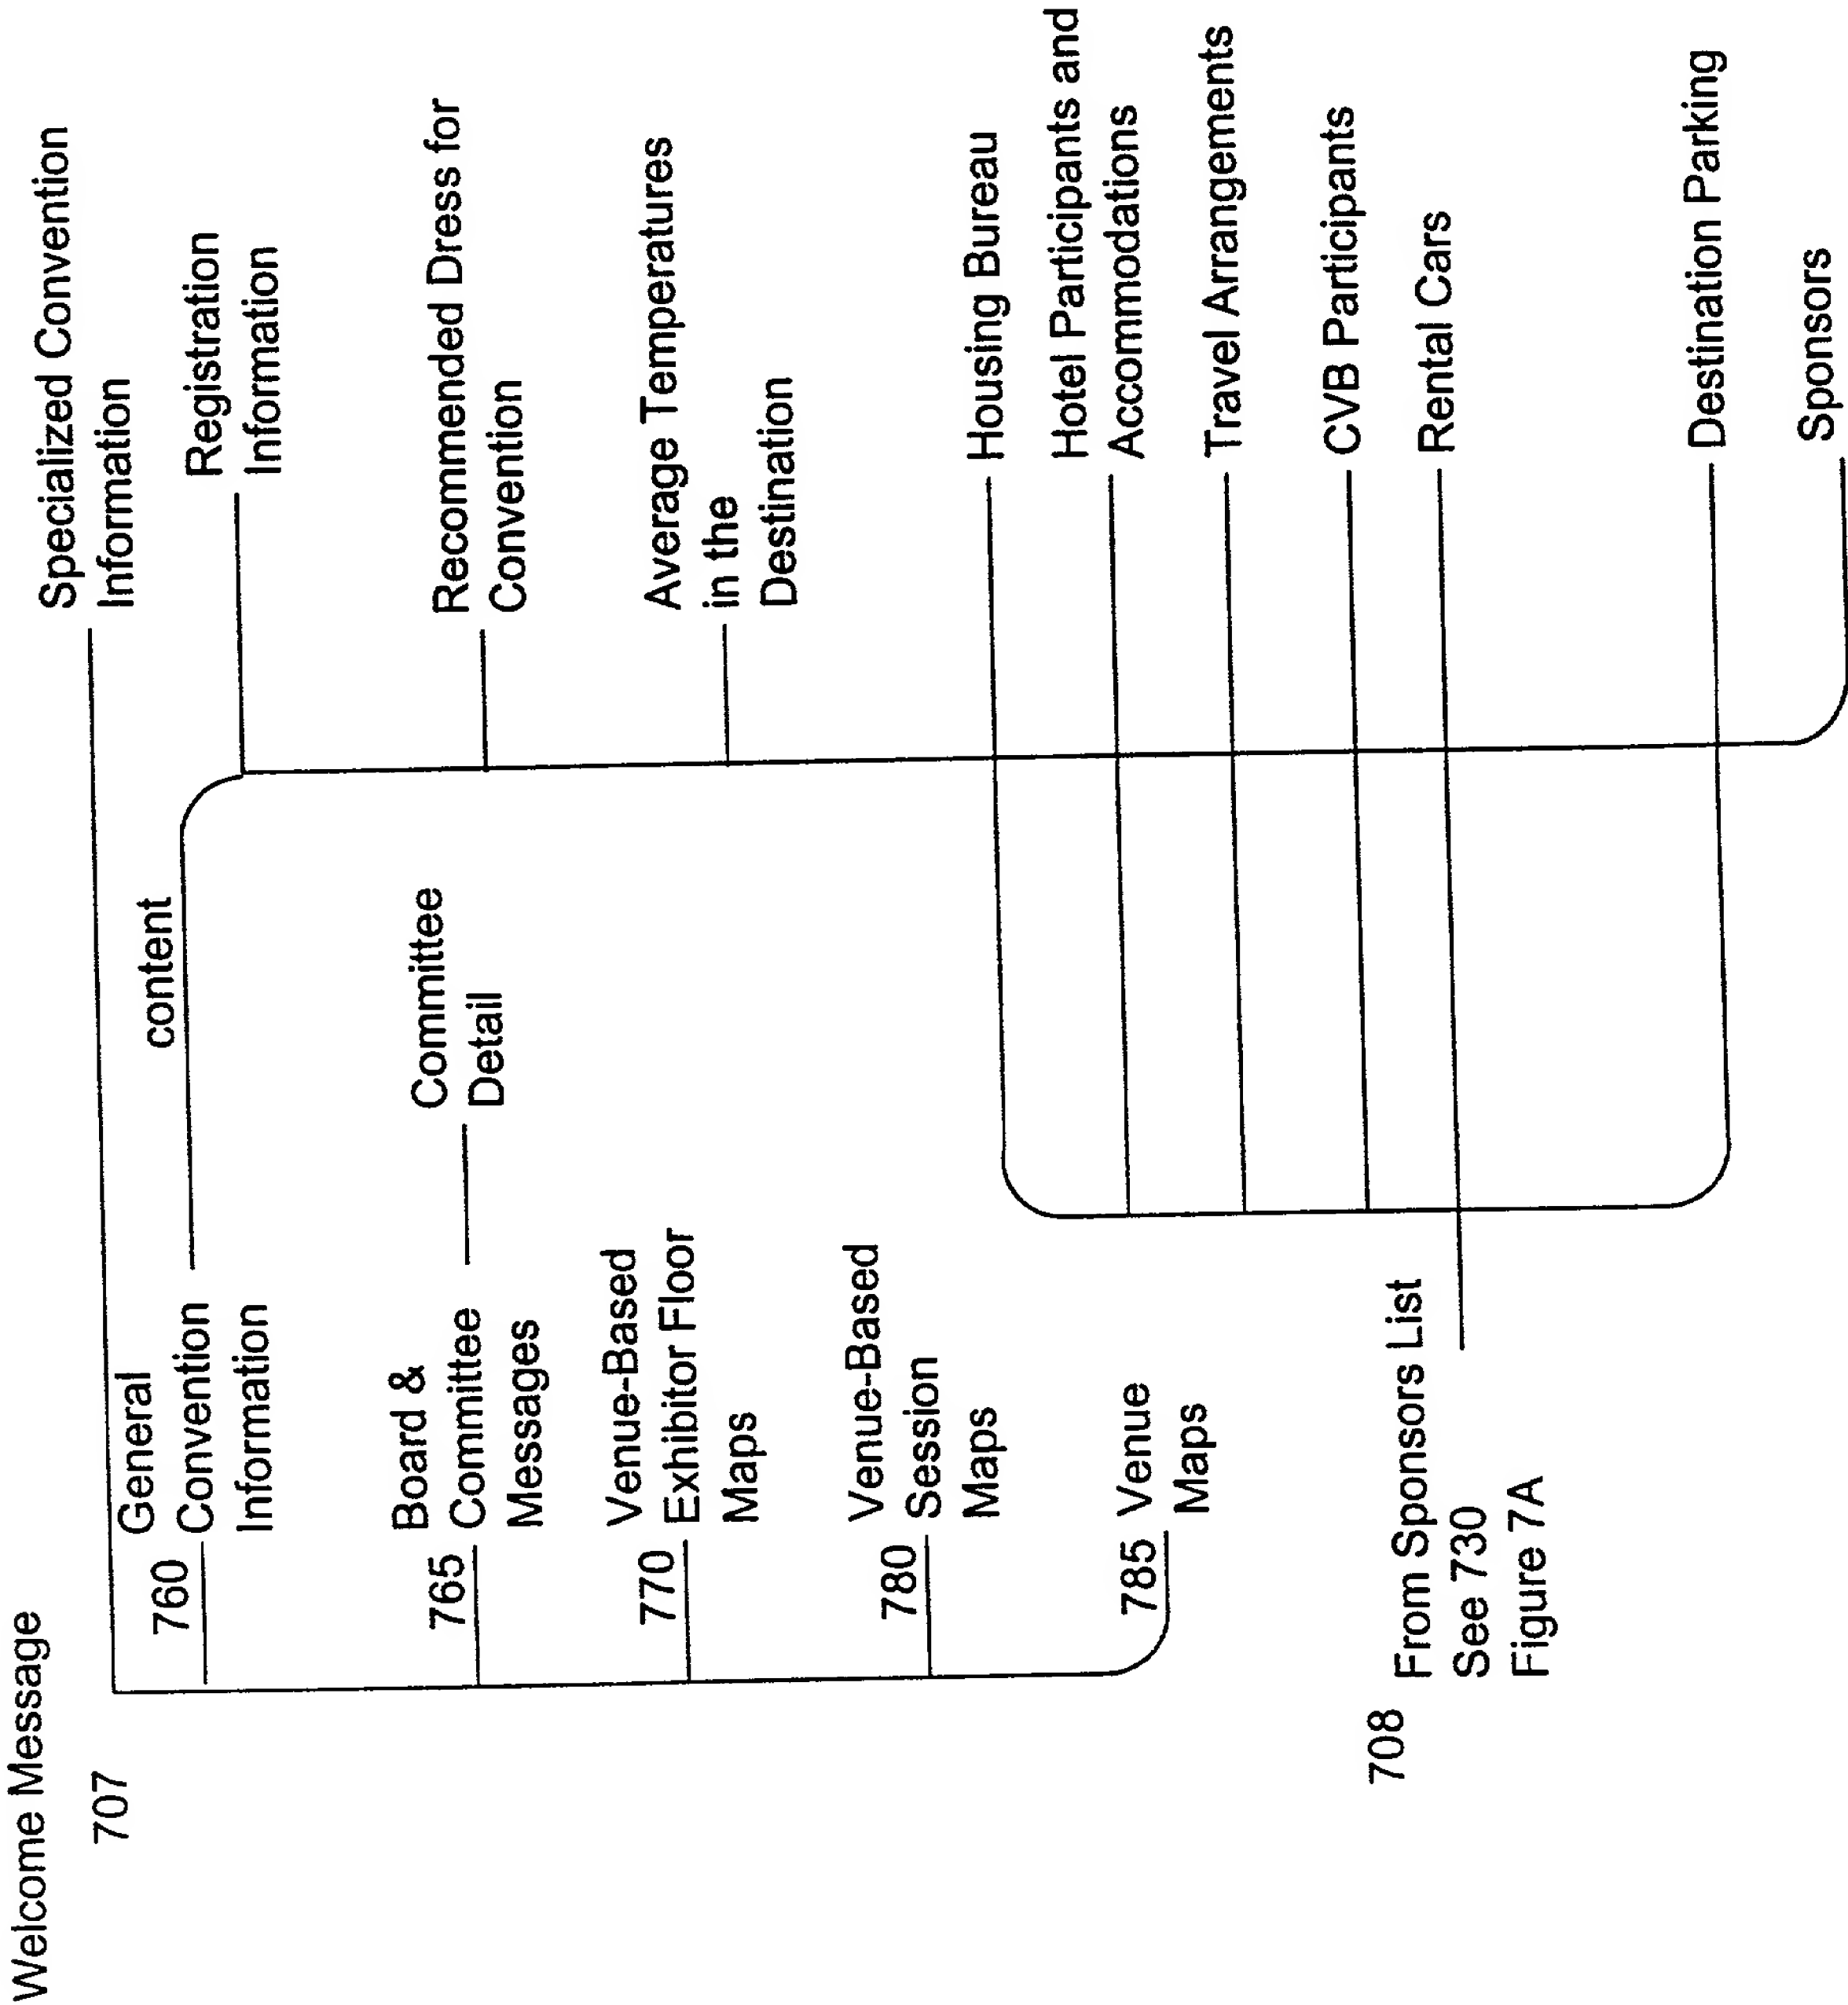 Welcome Message
707
Specialized Convention
Information
760
General
Convention
Information
content
Registration
Information
765
Board &
Committee
Messages
Committee
Detail
Recommended Dress for
Convention
770
Venue-Based
Exhibitor Floor
Maps
Average Temperatures
in the
Destination
780
Venue-Based
Session
Maps
Housing Bureau
Hotel Participants and
Accommodations
785
Venue
Maps
Travel Arrangements
CVB Participants
708
From Sponsors List
See 730
Figure 7A
Rental Cars
Destination Parking
Sponsors